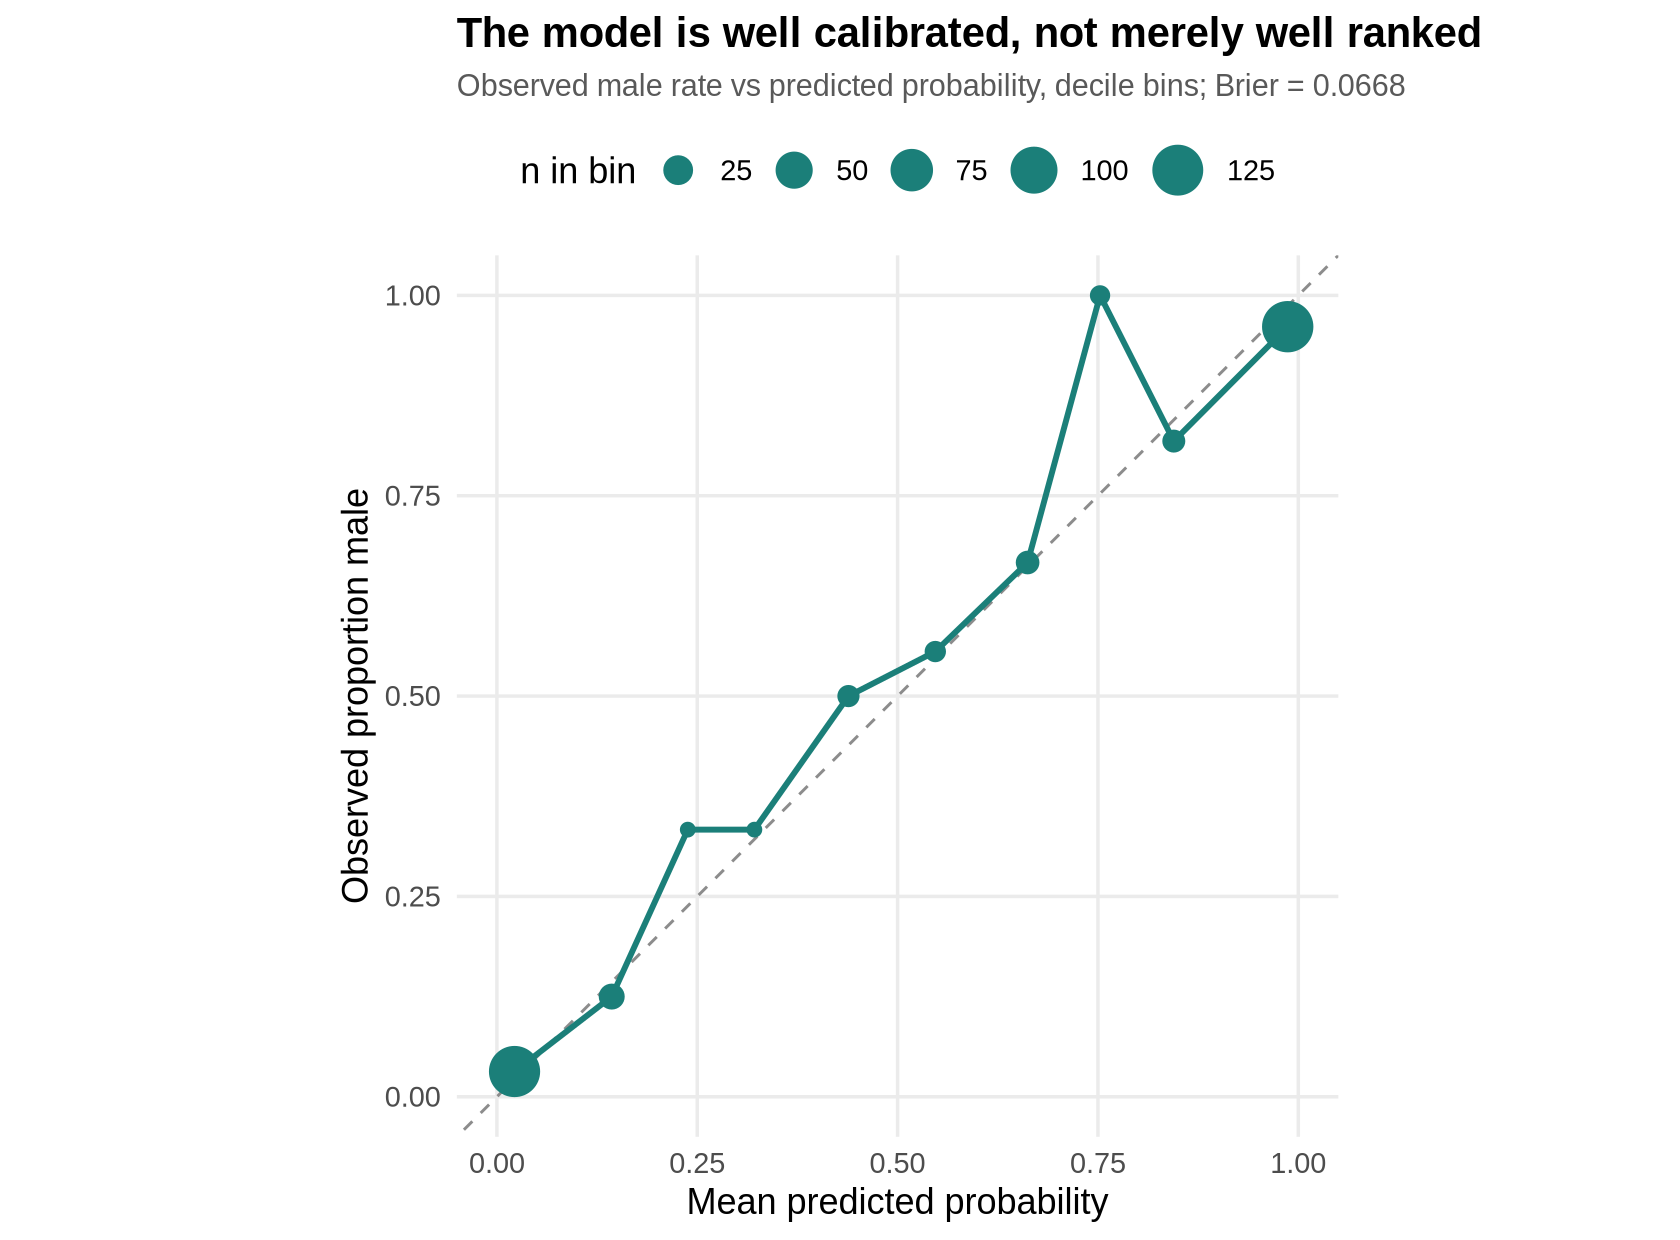 The model is well calibrated, not merely well ranked
Observed male rate vs predicted probability, decile bins; Brier = 0.0668
n in bin 25 50 75 100 125
Observed proportion male
1.00
0.75
0.50
0.25
0.00
0.00 0.25 0.50 0.75 1.00
Mean predicted probability